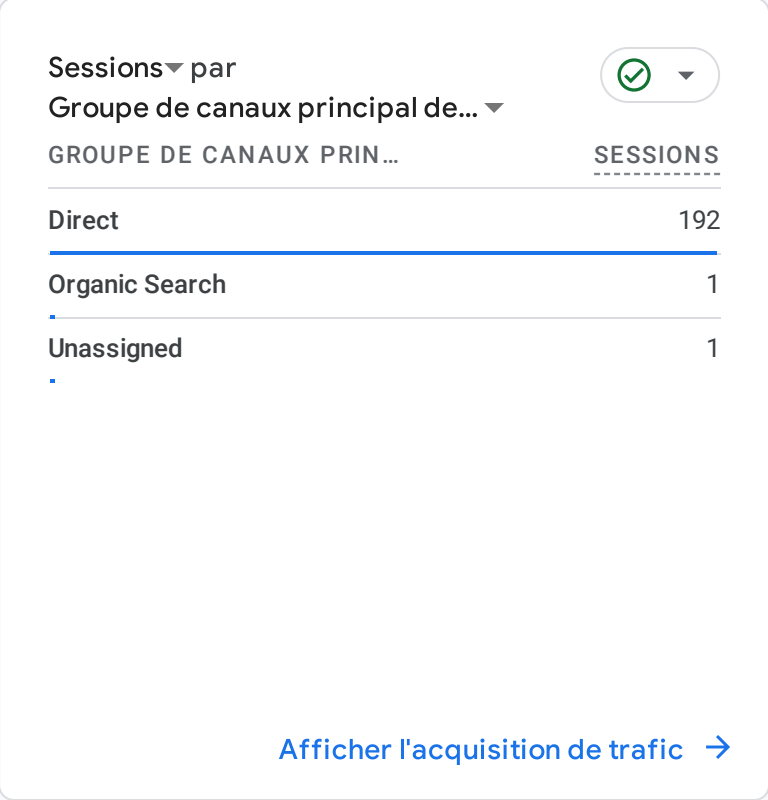 Sessions par
Groupe de canaux principal de...
GROUPE DE CANAUX PRIN... SESSIONS
Direct 192
Organic Search 1
Unassigned 1
Afficher l'acquisition de trafic